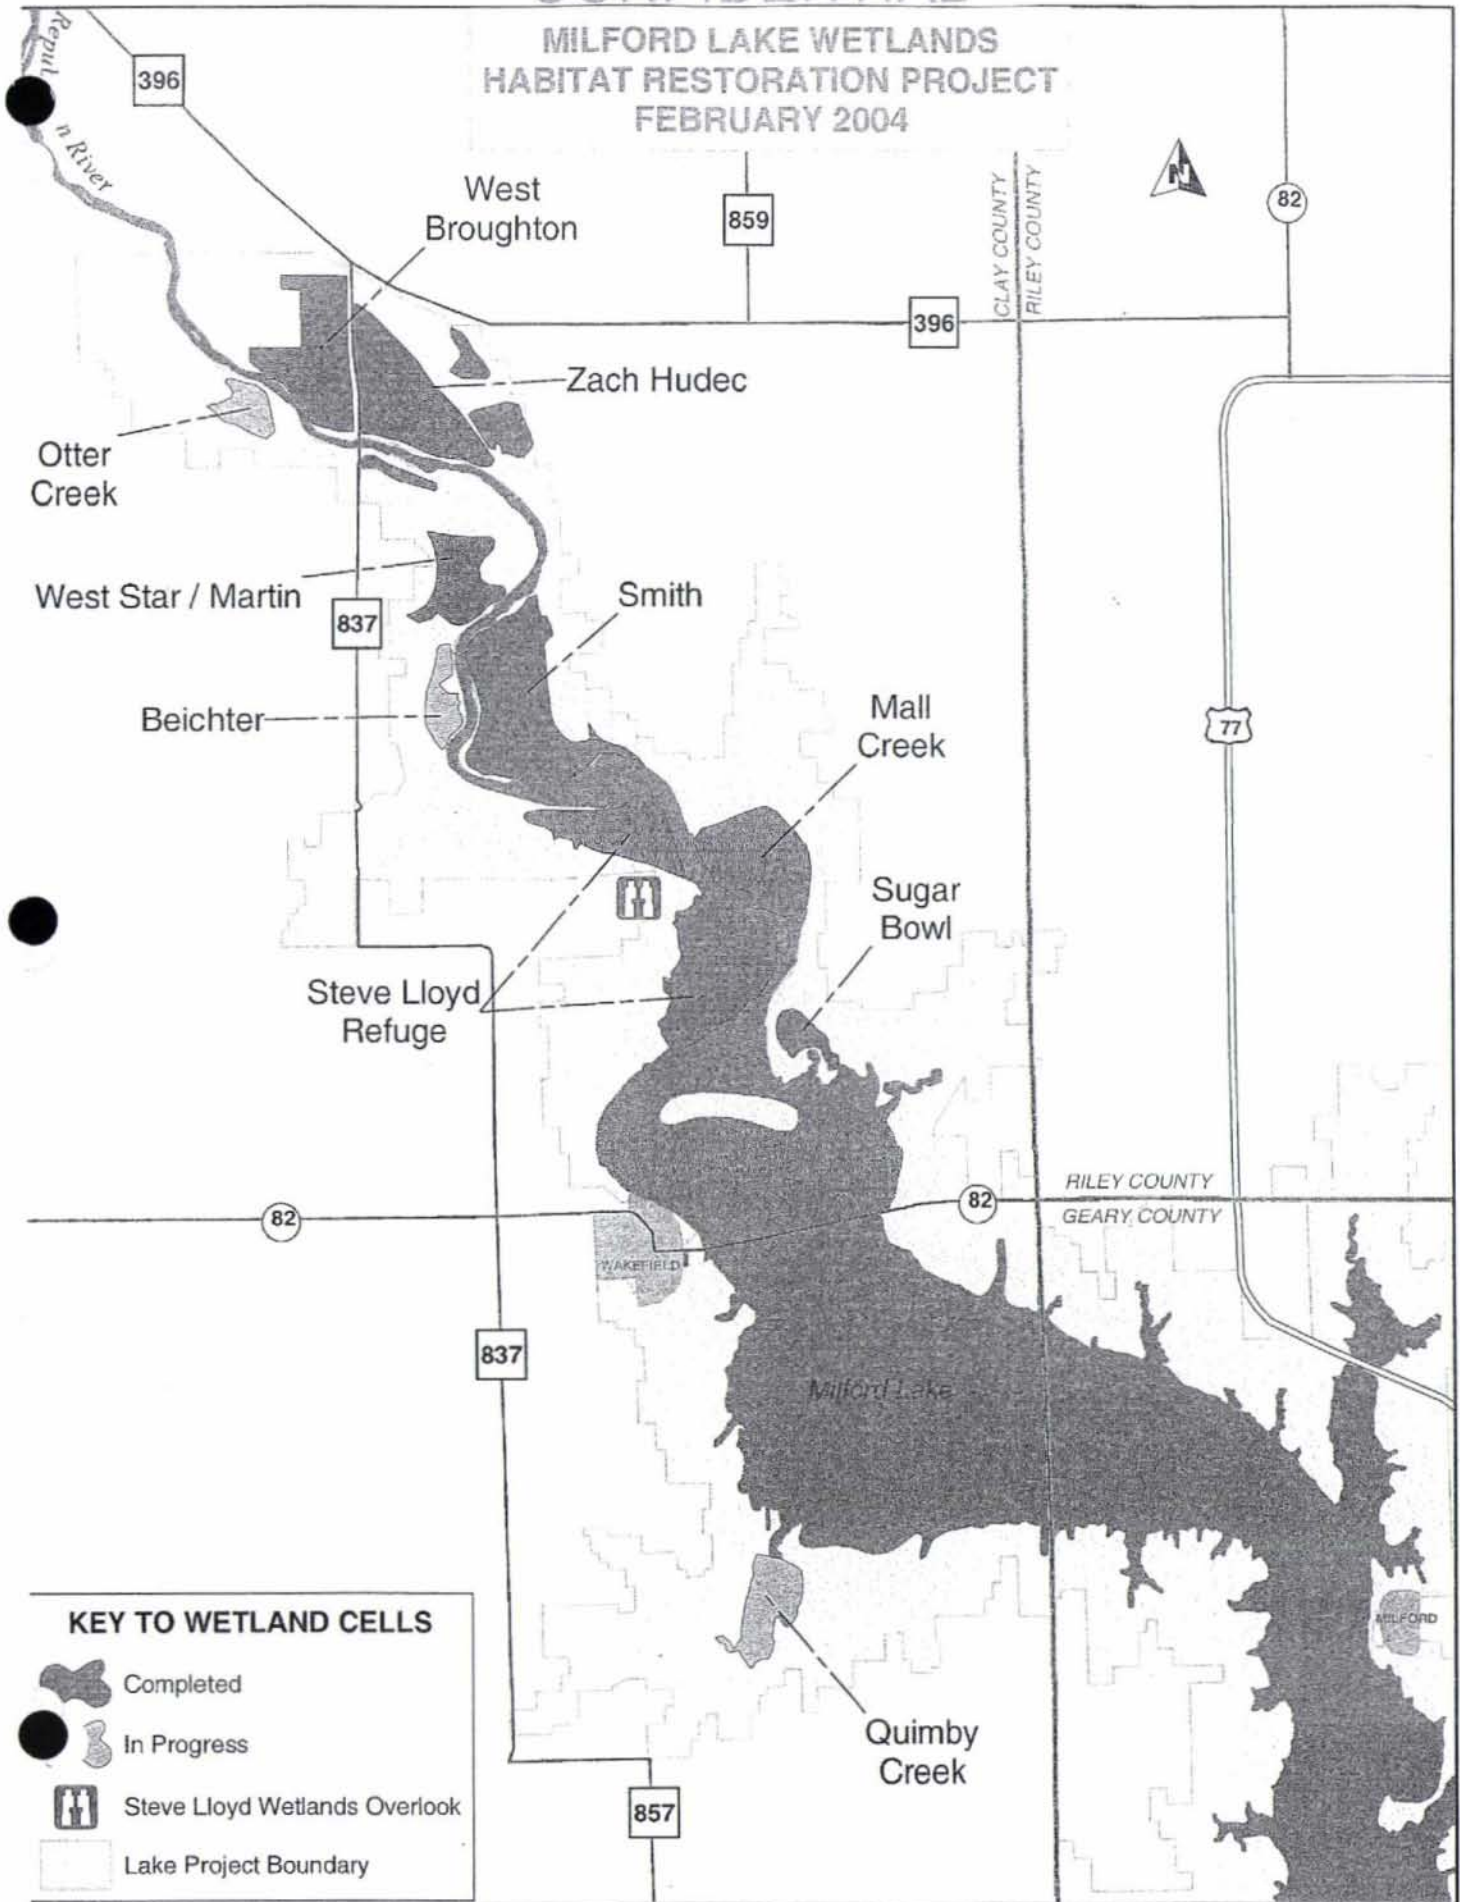 MILFORD LAKE WETLANDS
HABITAT RESTORATION PROJECT
FEBRUARY 2004
n River
396
West
Broughton
859
CLAY COUNTY
RILEY COUNTY
N
82
396
Zach Hudec
Otter
Creek
West Star / Martin
837
Smith
Beichter
Mall
Creek
77
Sugar
Bowl
Steve Lloyd
Refuge
82
82
RILEY COUNTY
GEARY COUNTY
WAKEFIELD
837
Milford Lake
MILFORD
Quimby
Creek
857
KEY TO WETLAND CELLS
Completed
In Progress
Steve Lloyd Wetlands Overlook
Lake Project Boundary